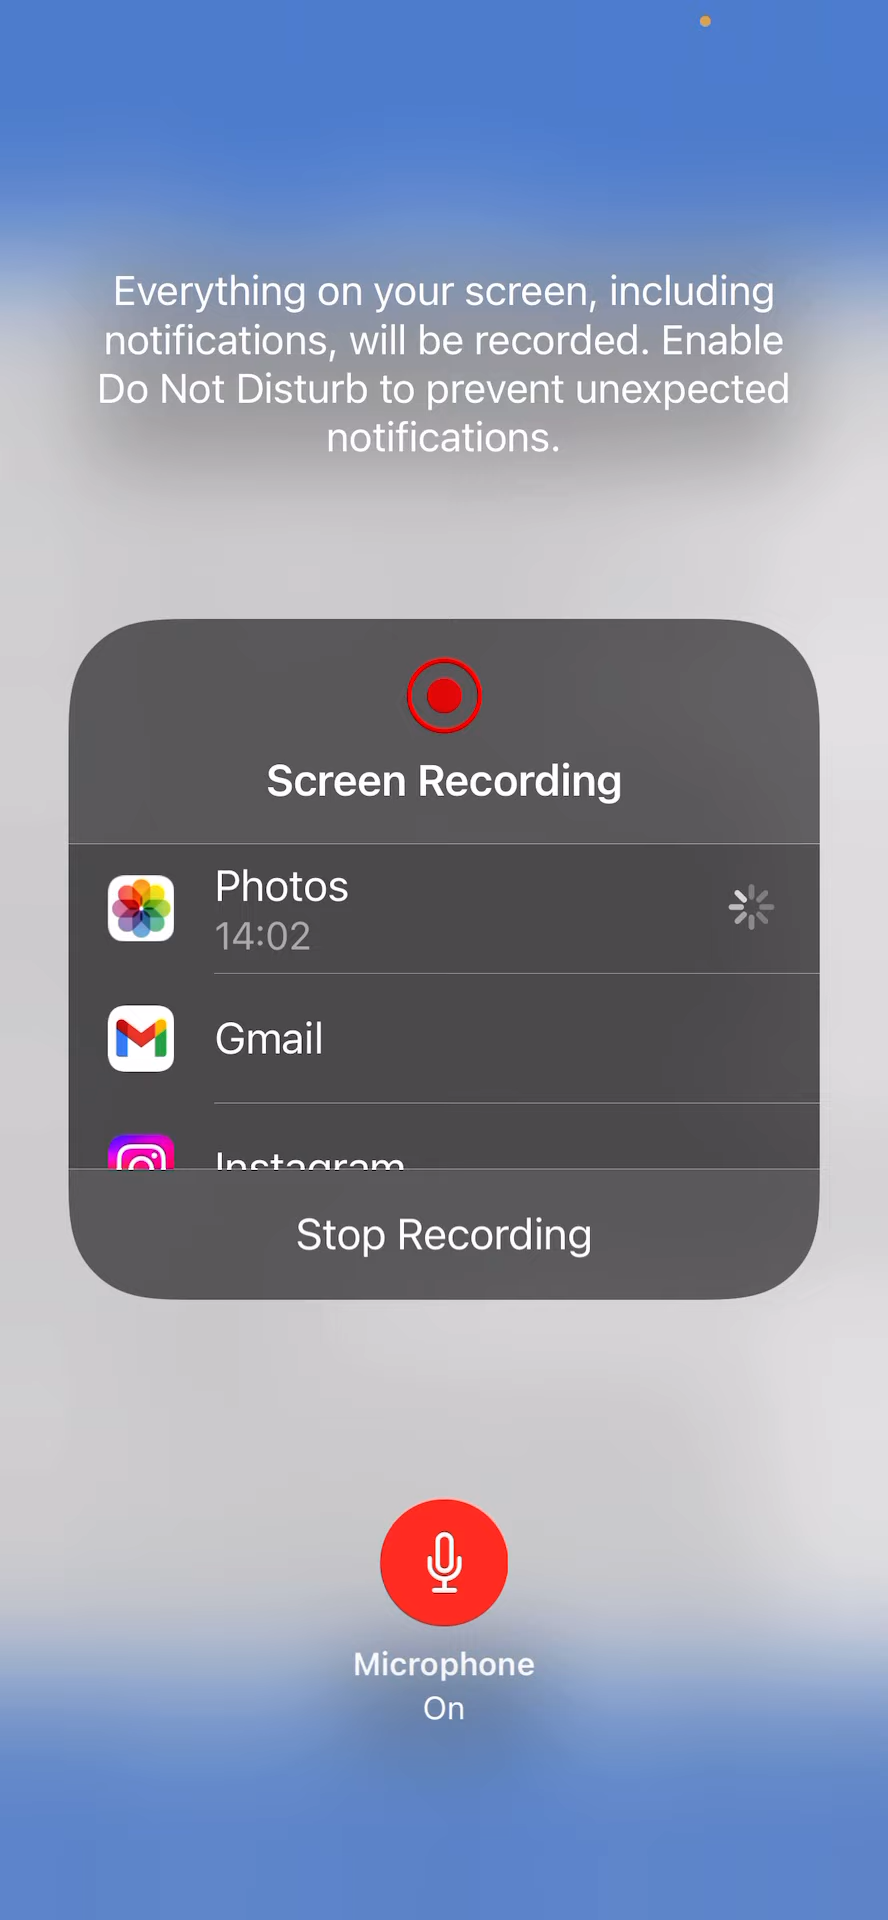 Everything on your screen, including
notifications, will be recorded. Enable
Do Not Disturb to prevent unexpected
notifications.
Screen Recording
Photos
14:02
Gmail
Instagram
Stop Recording
Microphone
On